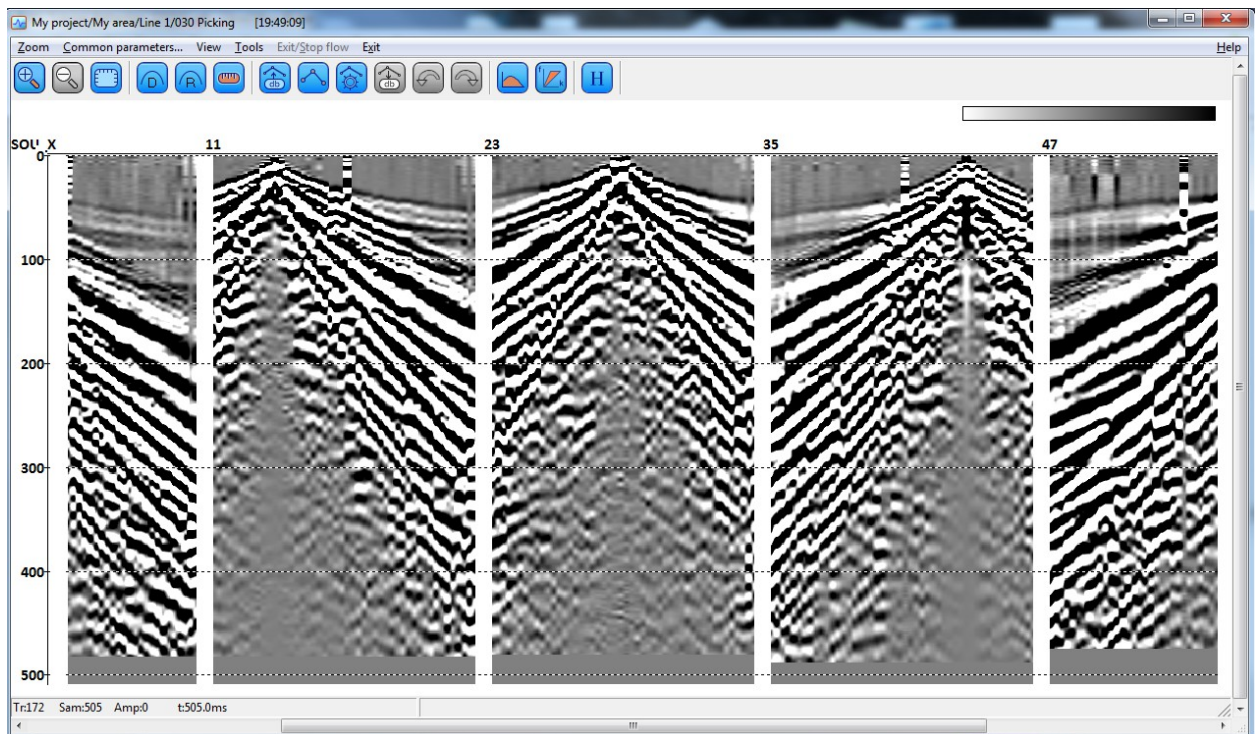 My project/My area/Line 1/030 Picking [19:49:09]
Zoom Common parameters... View Tools Exit/Stop flow Exit Help
D R db db H
SOU_X 11 23 35 47
0
100
200
300
400
500
Tr:172 Sam:505 Amp:0 t:505.0ms